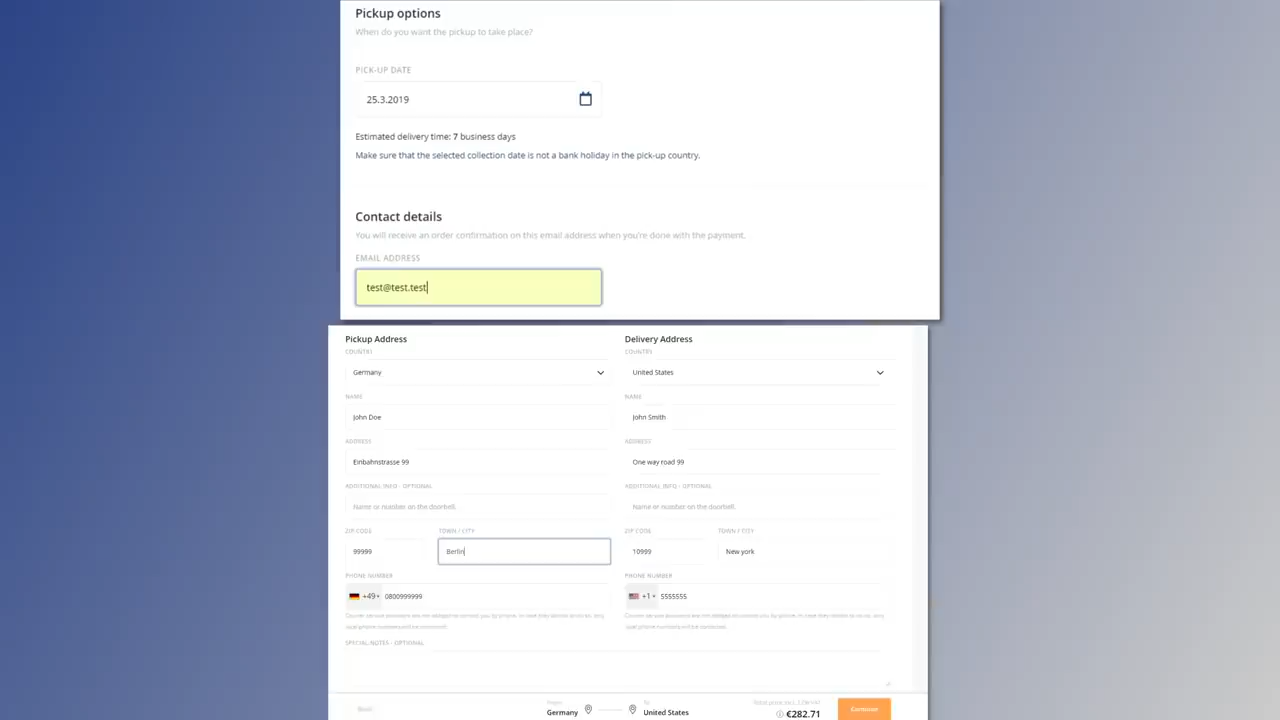 Pickup options
When do you want the pickup to take place?
PICK-UP DATE
25.3.2019
Estimated delivery time: 7 business days
Make sure that the selected collection date is not a bank holiday in the pick-up country.
Contact details
You will receive an order confirmation on this email address when you're done with the payment.
EMAIL ADDRESS
test@test.test
Pickup Address
COUNTRY
Germany
NAME
John Doe
ADDRESS
Einbahnstrasse 99
ADDITIONAL INFO - OPTIONAL
Name or number on the doorbell.
ZIP CODE
TOWN / CITY
99999
Berlin
PHONE NUMBER
+49
0800999999
SPECIAL NOTES - OPTIONAL
Delivery Address
COUNTRY
United States
NAME
John Smith
ADDRESS
One way road 99
ADDITIONAL INFO - OPTIONAL
Name or number on the doorbell.
ZIP CODE
TOWN / CITY
10999
New york
PHONE NUMBER
+1
5555555
Back
From
Germany
To
United States
€282.71
Continue